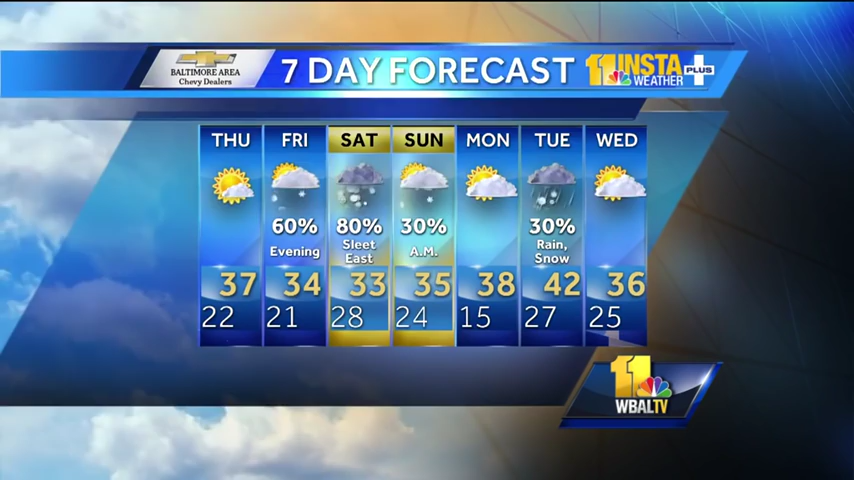 BALTIMORE AREA
Chevy Dealers
7 DAY FORECAST
11 INSTA
WEATHER PLUS
THU FRI SAT SUN MON TUE WED
60% 80% 30% 30%
Evening Sleet A.M. Rain,
East Snow
37 34 33 35 38 42 36
22 21 28 24 15 27 25
11
WBALTV